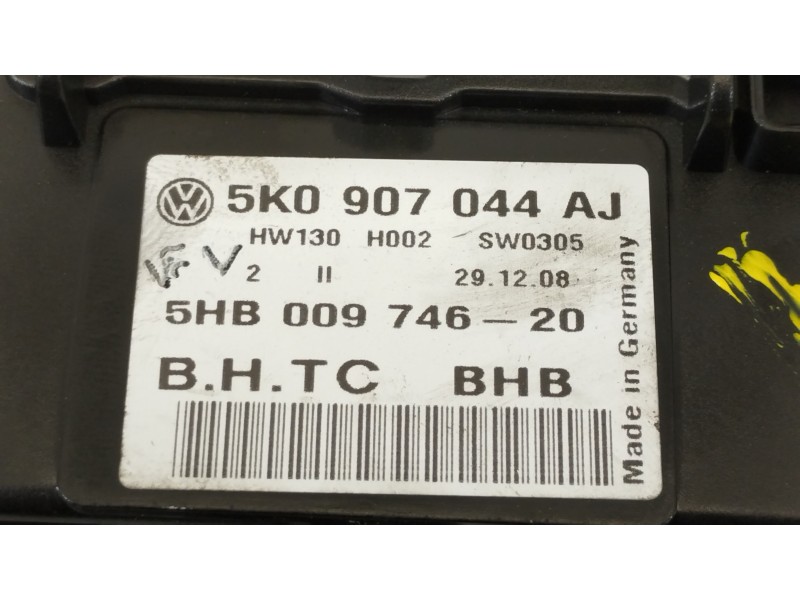 VW 5K0 907 044 AJ
HW130 H002 SW0305
2 II 29.12.08
5HB 009 746-20
B.H.TC BHB
Made in Germany